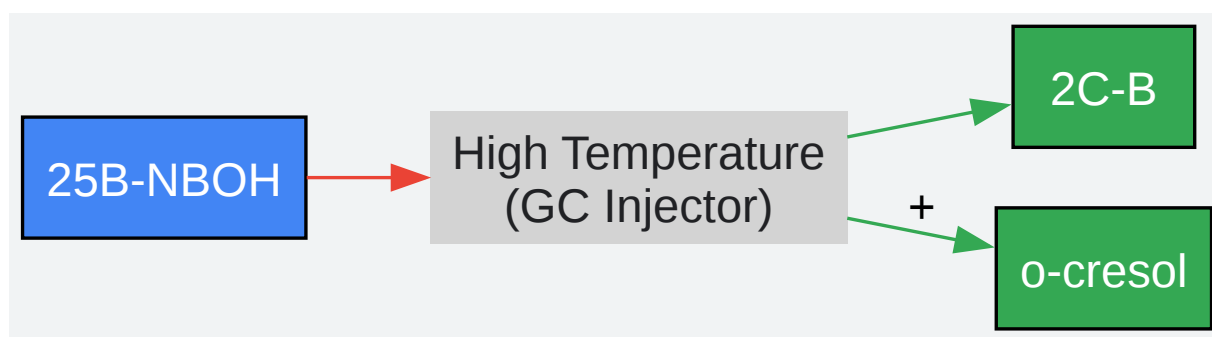 25B-NBOH
High Temperature
(GC Injector)
2C-B
+
o-cresol